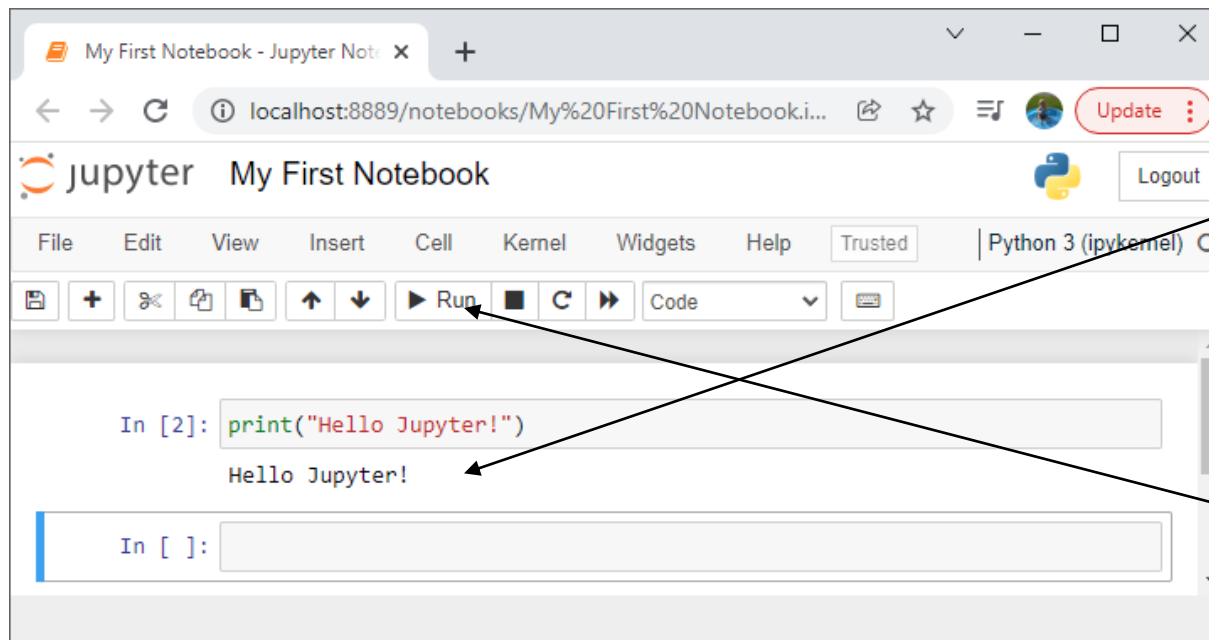 My First Notebook - Jupyter Note
localhost:8889/notebooks/My%20First%20Notebook.i... Update
jupyter My First Notebook Logout
File Edit View Insert Cell Kernel Widgets Help Trusted Python 3 (ipykernel)
Run Code
In [2]: print("Hello Jupyter!")
Hello Jupyter!
In [ ]: